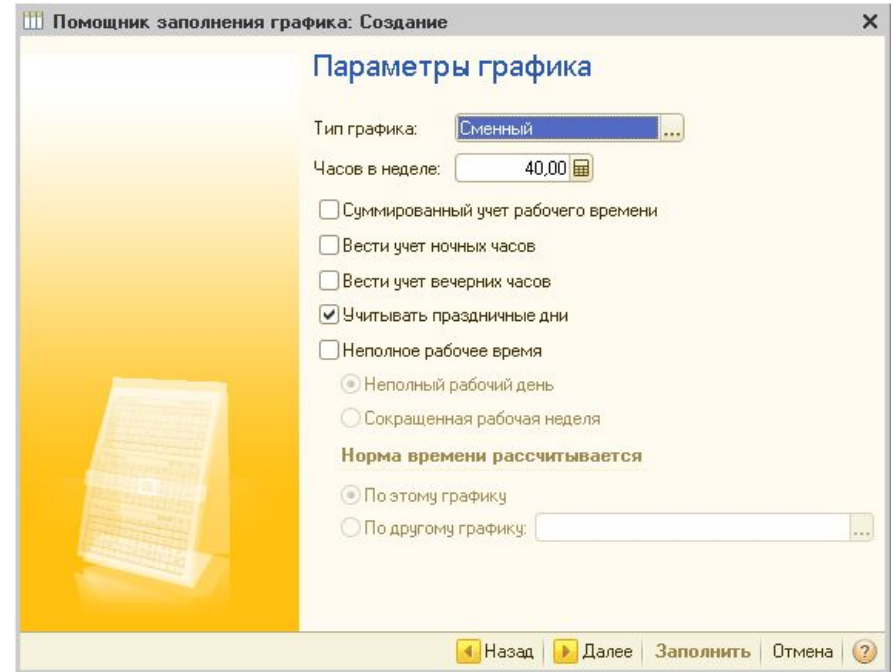 Помощник заполнения графика: Создание
Параметры графика
Тип графика: Сменный ...
Часов в неделе: 40,00
Суммированный учет рабочего времени
Вести учет ночных часов
Вести учет вечерних часов
Учитывать праздничные дни
Неполное рабочее время
Неполный рабочий день
Сокращенная рабочая неделя
Норма времени рассчитывается
По этому графику
По другому графику: ...
Назад Далее Заполнить Отмена ?